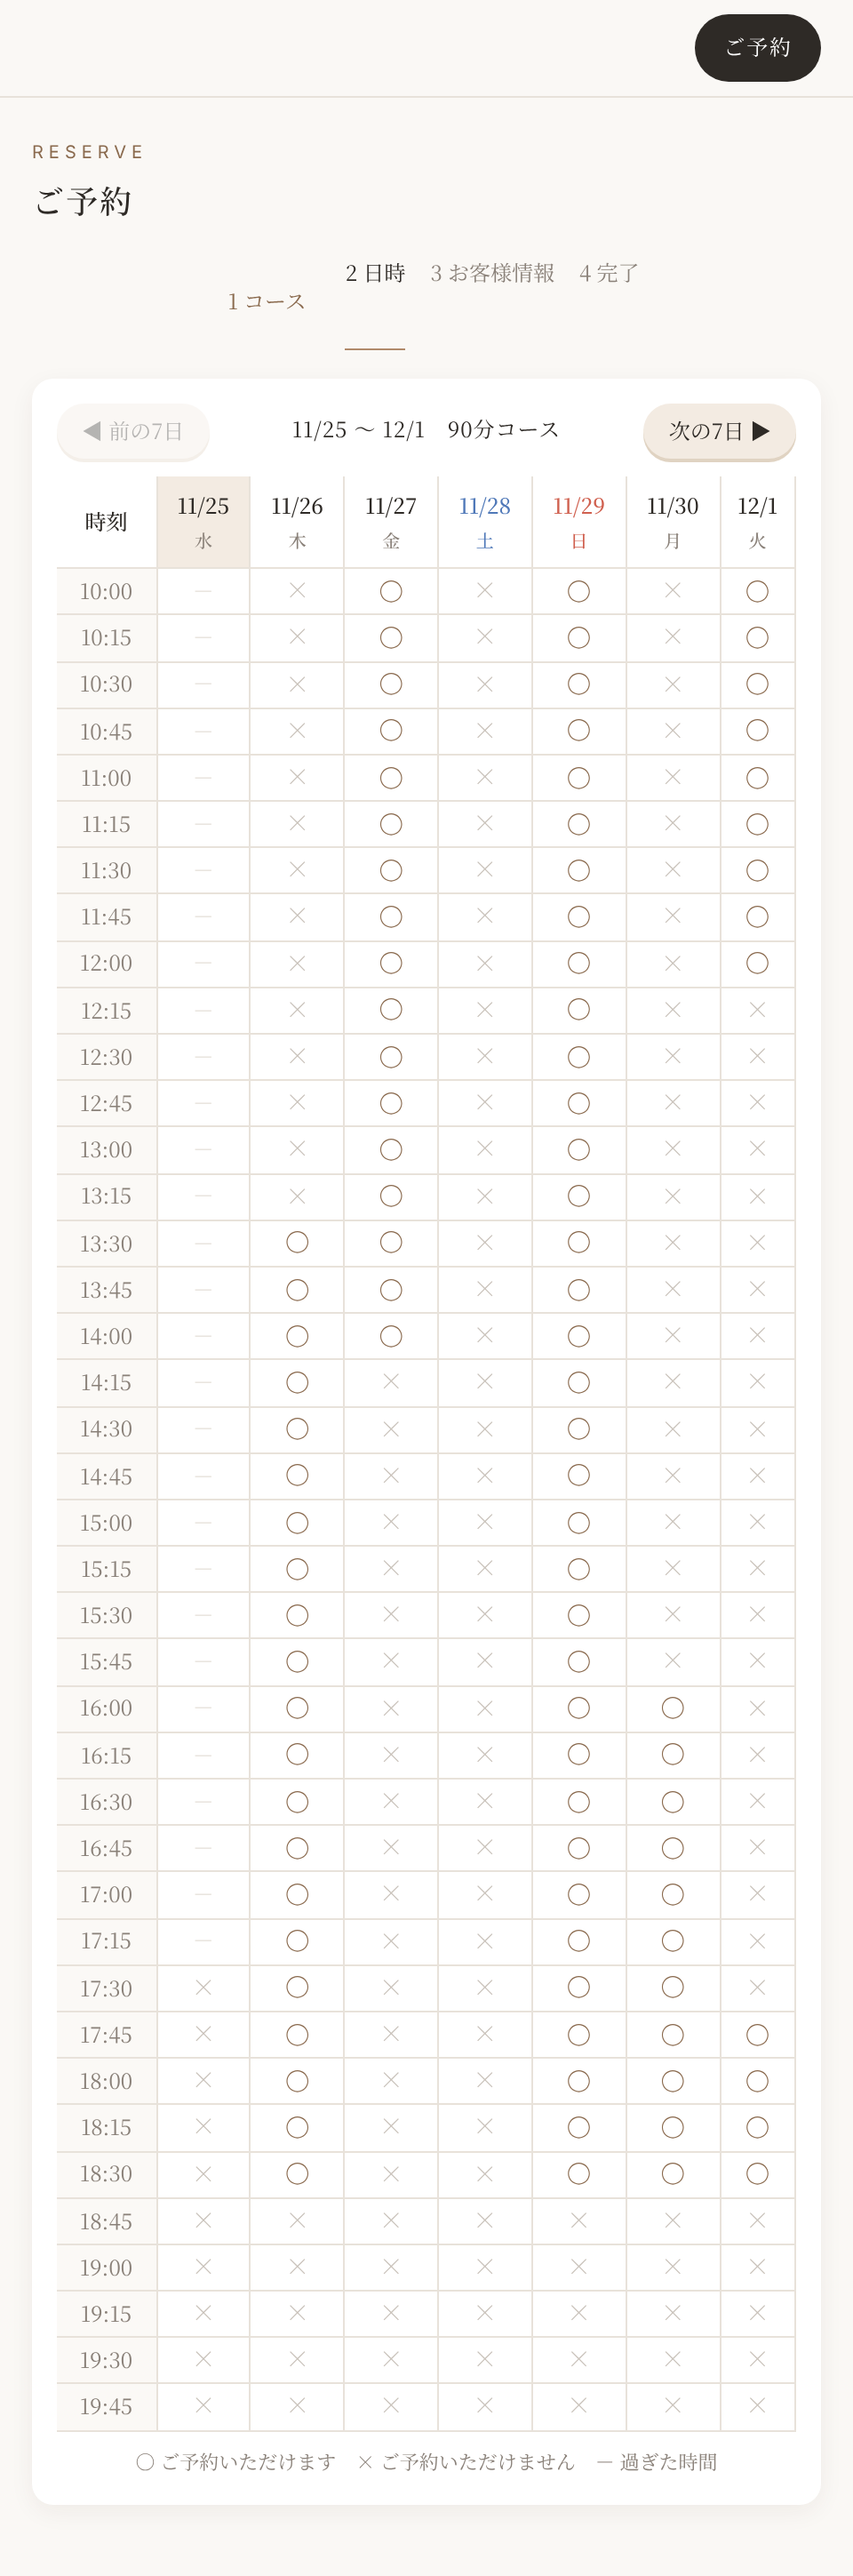 ご予約
RESERVE
ご予約
1 コース 2 日時 3 お客様情報 4 完了
◀ 前の7日 11/25 〜 12/1 90分コース 次の7日 ▶
時刻 11/25 11/26 11/27 11/28 11/29 11/30 12/1
水 木 金 土 日 月 火
10:00 — × ○ × ○ × ○
10:15 — × ○ × ○ × ○
10:30 — × ○ × ○ × ○
10:45 — × ○ × ○ × ○
11:00 — × ○ × ○ × ○
11:15 — × ○ × ○ × ○
11:30 — × ○ × ○ × ○
11:45 — × ○ × ○ × ○
12:00 — × ○ × ○ × ○
12:15 — × ○ × ○ × ×
12:30 — × ○ × ○ × ×
12:45 — × ○ × ○ × ×
13:00 — × ○ × ○ × ×
13:15 — × ○ × ○ × ×
13:30 — ○ ○ × ○ × ×
13:45 — ○ ○ × ○ × ×
14:00 — ○ ○ × ○ × ×
14:15 — ○ × × ○ × ×
14:30 — ○ × × ○ × ×
14:45 — ○ × × ○ × ×
15:00 — ○ × × ○ × ×
15:15 — ○ × × ○ × ×
15:30 — ○ × × ○ × ×
15:45 — ○ × × ○ × ×
16:00 — ○ × × ○ ○ ×
16:15 — ○ × × ○ ○ ×
16:30 — ○ × × ○ ○ ×
16:45 — ○ × × ○ ○ ×
17:00 — ○ × × ○ ○ ×
17:15 — ○ × × ○ ○ ×
17:30 × ○ × × ○ ○ ×
17:45 × ○ × × ○ ○ ○
18:00 × ○ × × ○ ○ ○
18:15 × ○ × × ○ ○ ○
18:30 × ○ × × ○ ○ ○
18:45 × × × × × × ×
19:00 × × × × × × ×
19:15 × × × × × × ×
19:30 × × × × × × ×
19:45 × × × × × × ×
○ ご予約いただけます × ご予約いただけません — 過ぎた時間